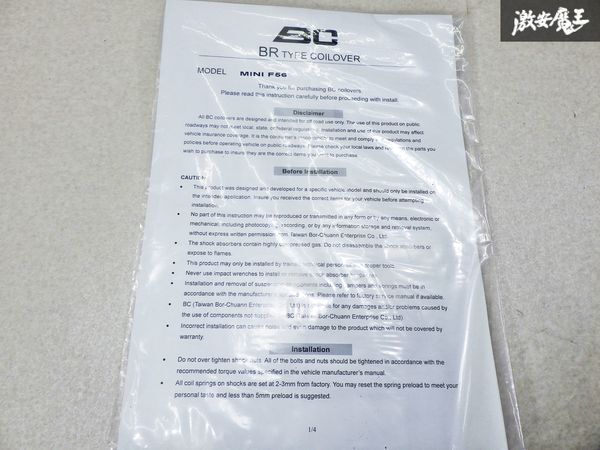 激安魔王
BC
BR TYPE COILOVER
MODEL MINI F56
Thank you for purchasing BC coilovers.
Please read this instruction carefully before proceeding with install.
Disclaimer
All BC coilovers are designed and intended for off road use only. The use of this product on public
roadways may not meet local, state, or federal regulations. Installation and use of our product may affect
vehicle insurance coverage. It is the consumer's responsibility to meet and comply all regulations and
policies before operating vehicle on public roadways. Please check your local laws and the parts you
wish to purchase to insure they are the correct items you want to purchase.
Before Installation
CAUTION
• This product was designed and developed for a specific vehicle model and should only be installed on
the intended application. Insure you received the correct items for your vehicle before attempting
installation.
• No part of this instruction may be reproduced or transmitted in any form or by any means, electronic or
mechanical, including photocopying, recording, or by any information storage and retrieval system,
without express written permission from Taiwan Bor-Chuann Enterprise Co., Ltd.
• The shock absorbers contain highly compressed gas. Do not disassemble the shock absorbers or
expose to flames.
• This product may only be installed by trained technical personnel and proper tools.
• Never use impact wrenches to install or remove shock absorber
• Installation and removal of suspension components including dampers and springs must be in
accordance with the manufacturer Please refer to factory service manual if available.
• BC (Taiwan Bor-Chuann Enterprise Co., Ltd) is for any damages and/or problems caused by
the use of components not supplied BC (Taiwan Bor-Chuann Enterprise Co., Ltd)
• Incorrect installation can cause noise and even damage to the product which will not be covered by
warranty.
Installation
• Do not over tighten shock nuts. All of the bolts and nuts should be tightened in accordance with the
recommended torque values specified in the vehicle manufacturer's manual.
• All coil springs on shocks are set at 2-3mm from factory. You may reset the spring preload to meet your
personal taste and less than 5mm preload is suggested.
1/4